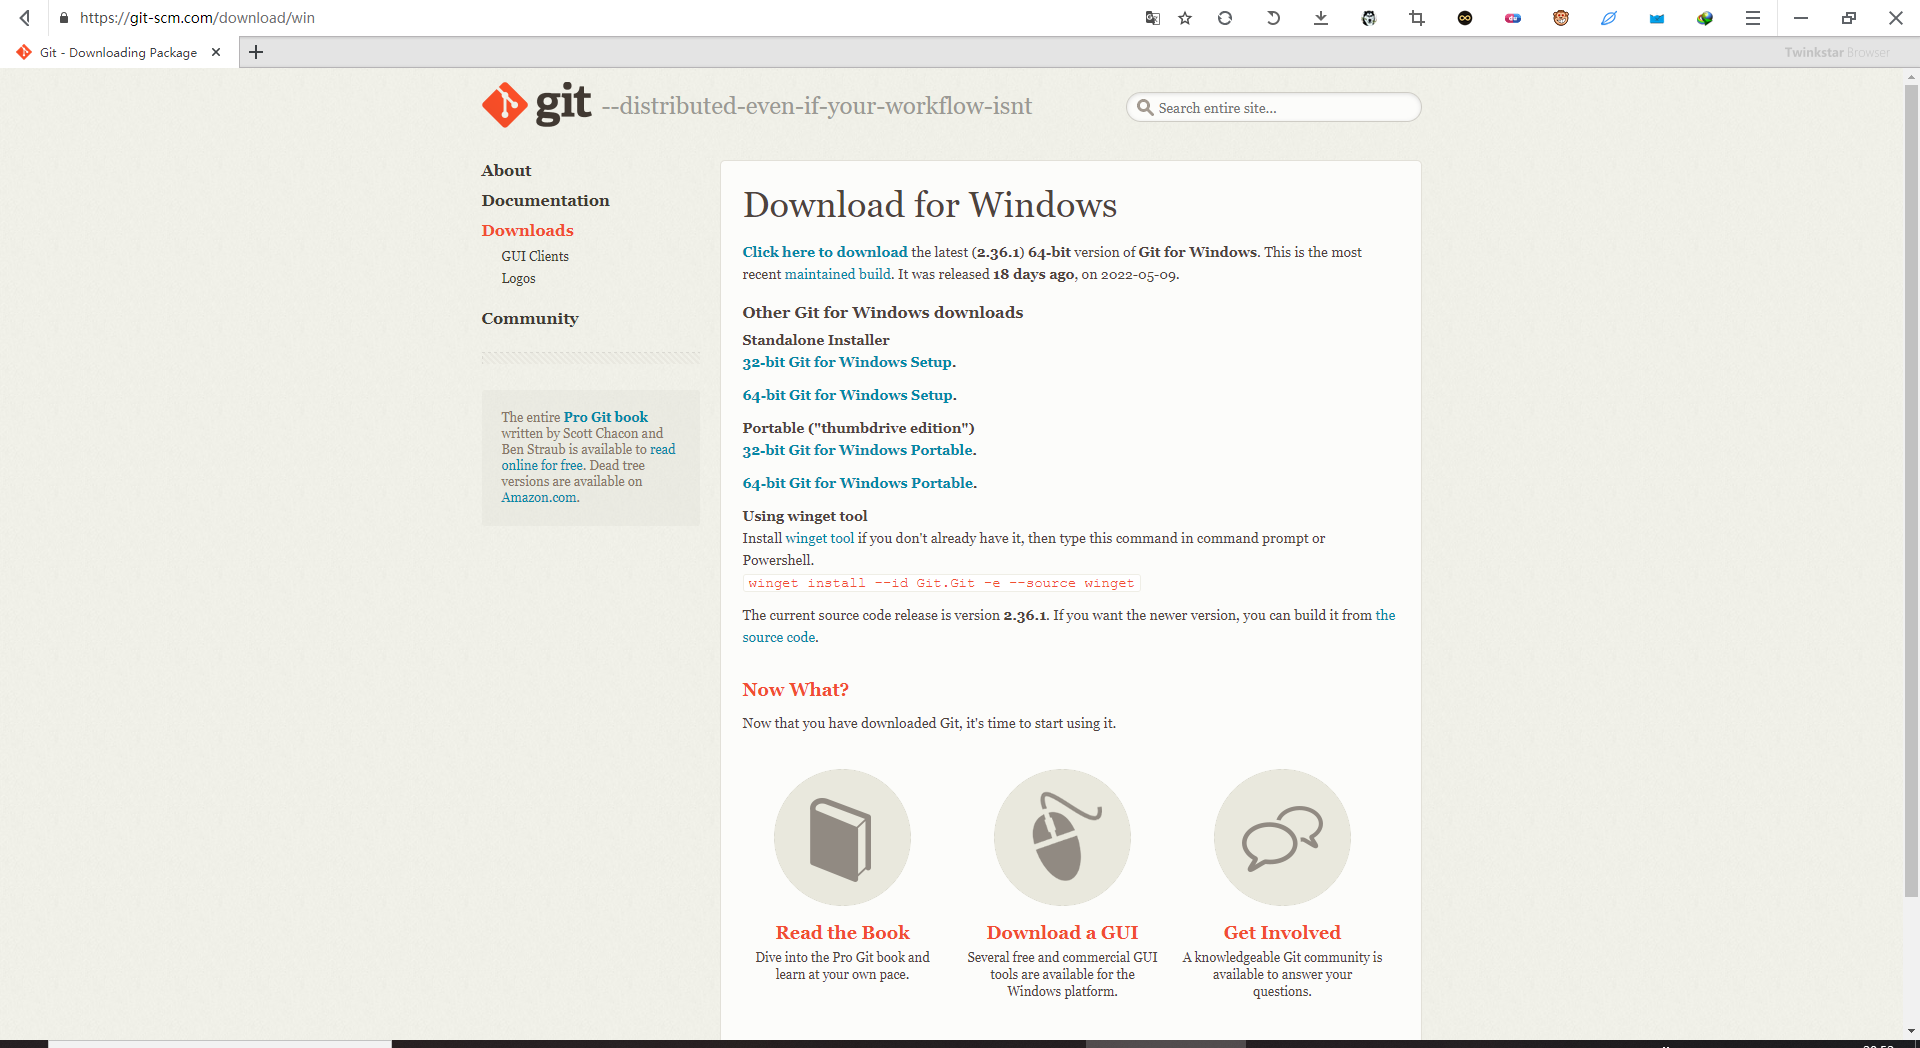 https://git-scm.com/download/win
Git - Downloading Package
Twinkstar Browser
git --distributed-even-if-your-workflow-isnt
Search entire site...
About
Documentation
Downloads
GUI Clients
Logos
Community
The entire Pro Git book
written by Scott Chacon and
Ben Straub is available to read
online for free. Dead tree
versions are available on
Amazon.com.
Download for Windows
Click here to download the latest (2.36.1) 64-bit version of Git for Windows. This is the most
recent maintained build. It was released 18 days ago, on 2022-05-09.
Other Git for Windows downloads
Standalone Installer
32-bit Git for Windows Setup.
64-bit Git for Windows Setup.
Portable ("thumbdrive edition")
32-bit Git for Windows Portable.
64-bit Git for Windows Portable.
Using winget tool
Install winget tool if you don't already have it, then type this command in command prompt or
Powershell.
winget install --id Git.Git -e --source winget
The current source code release is version 2.36.1. If you want the newer version, you can build it from the
source code.
Now What?
Now that you have downloaded Git, it's time to start using it.
Read the Book
Dive into the Pro Git book and
learn at your own pace.
Download a GUI
Several free and commercial GUI
tools are available for the
Windows platform.
Get Involved
A knowledgeable Git community is
available to answer your
questions.